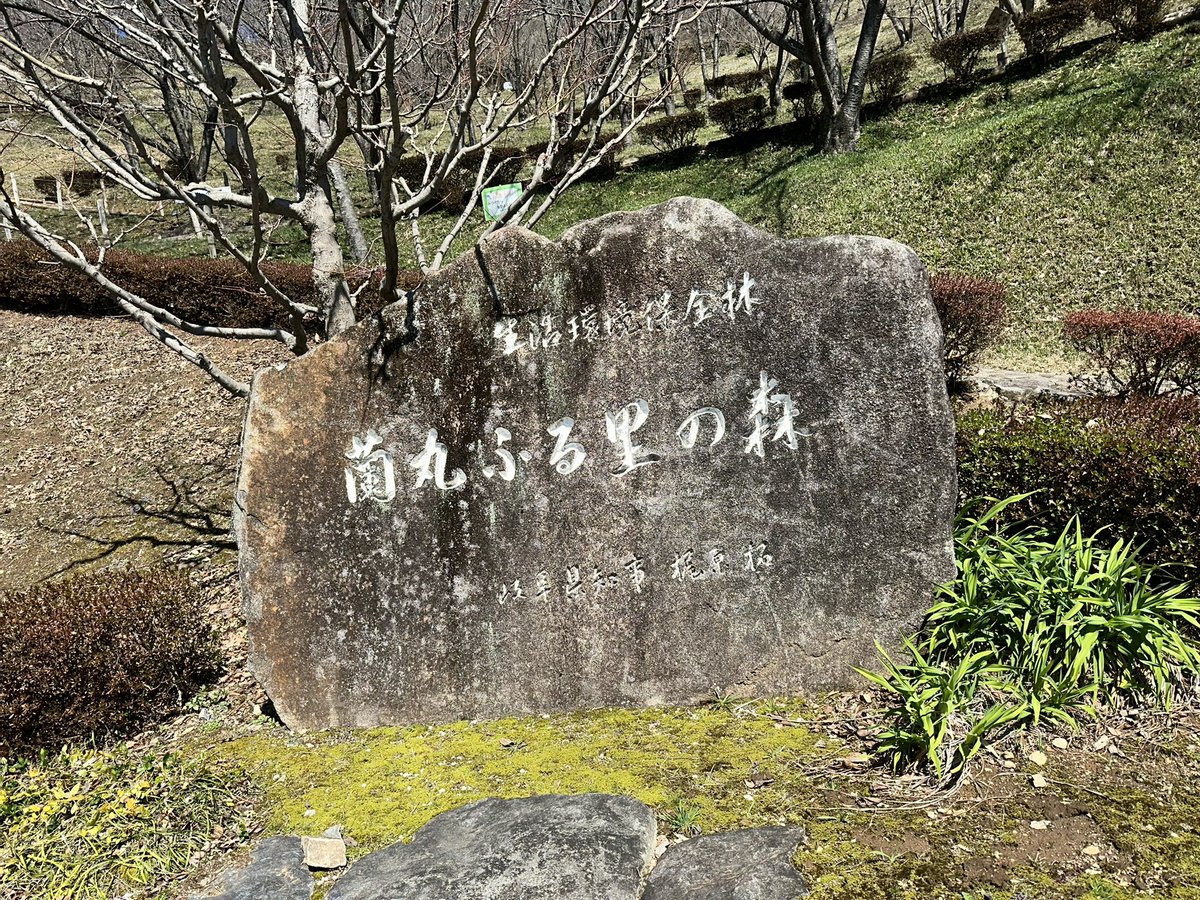 生活環境保全林
蘭丸ふる里の森
岐阜県知事 梶原 拓